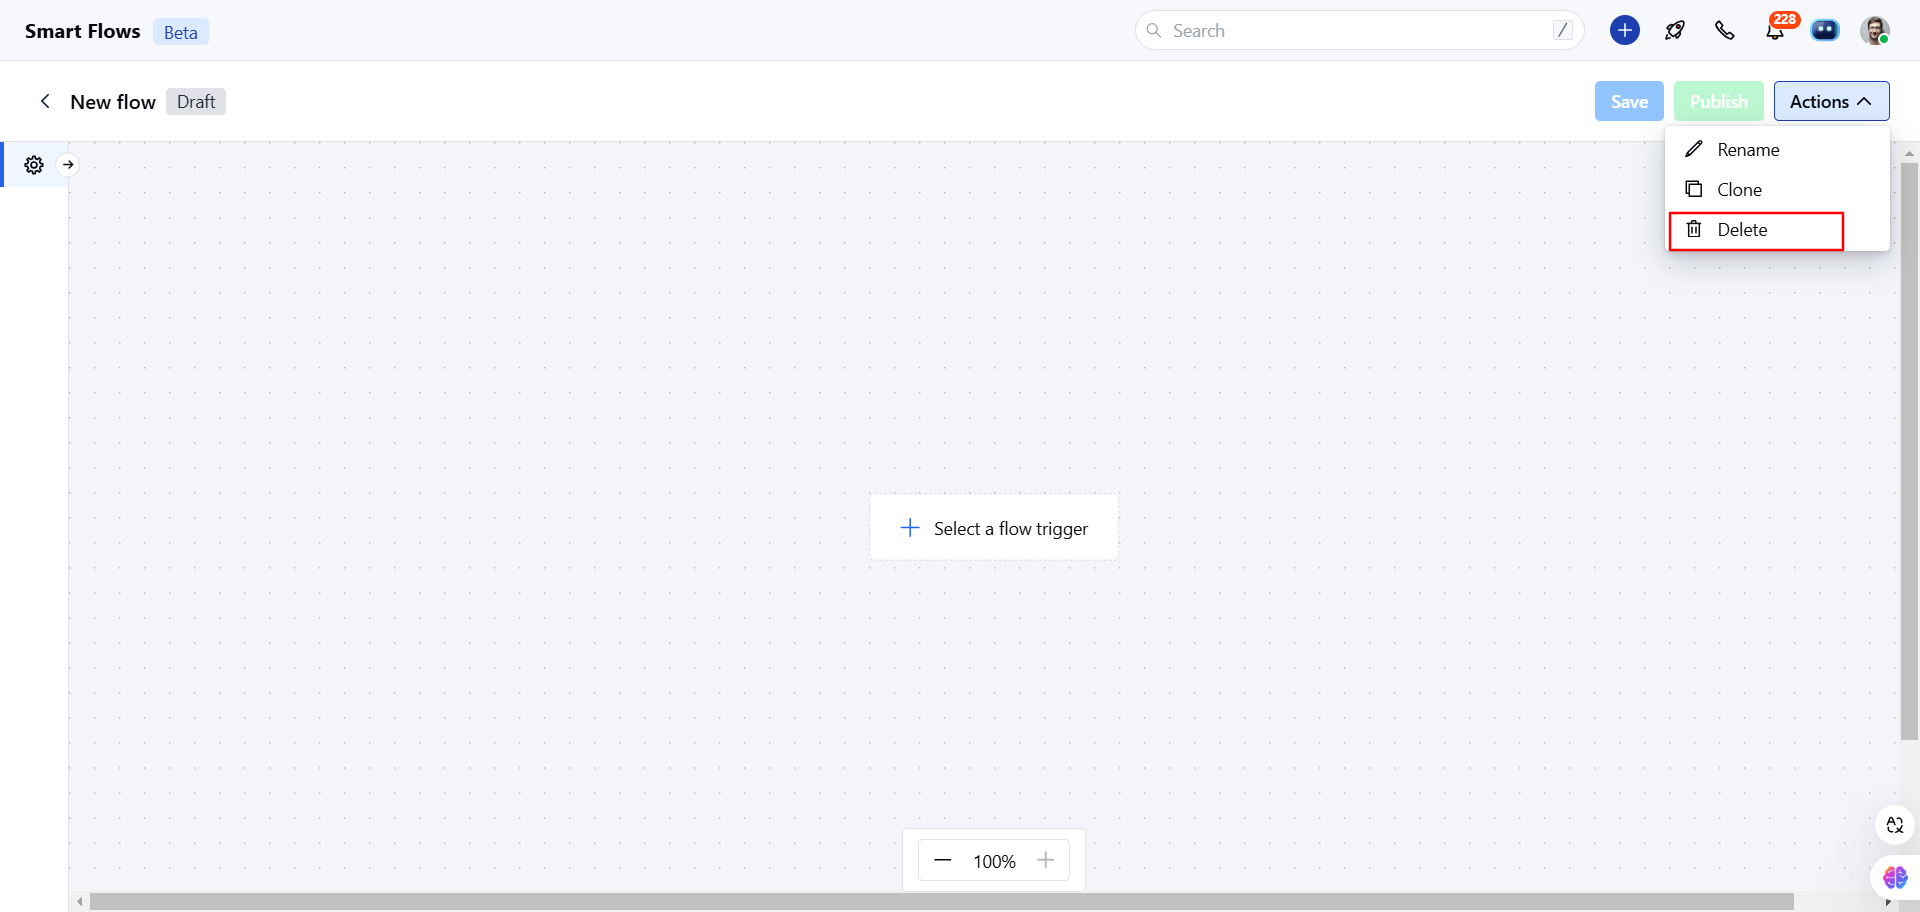 Smart Flows Beta Search / 228
New flow Draft Save Publish Actions
Rename
Clone
Delete
Select a flow trigger
100%